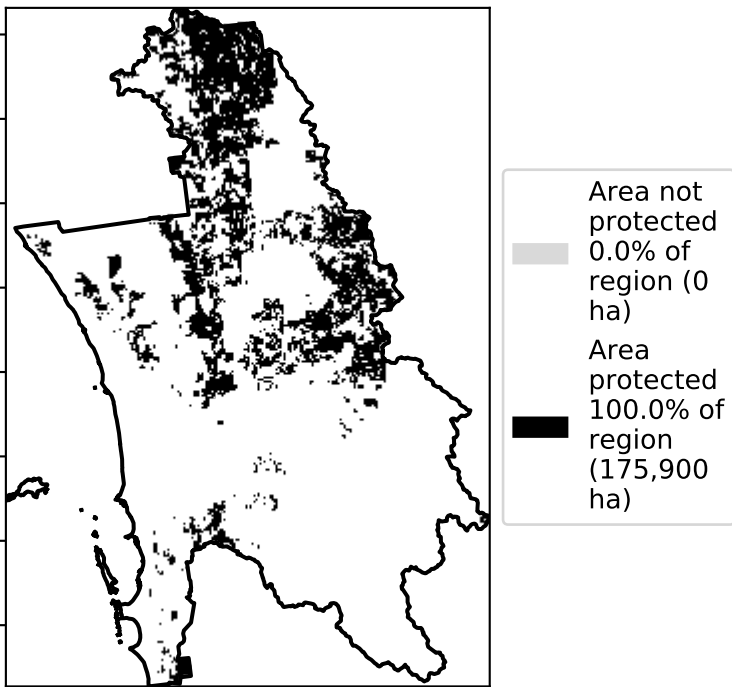 Area not
protected
0.0% of
region (0
ha)
Area
protected
100.0% of
region
(175,900
ha)